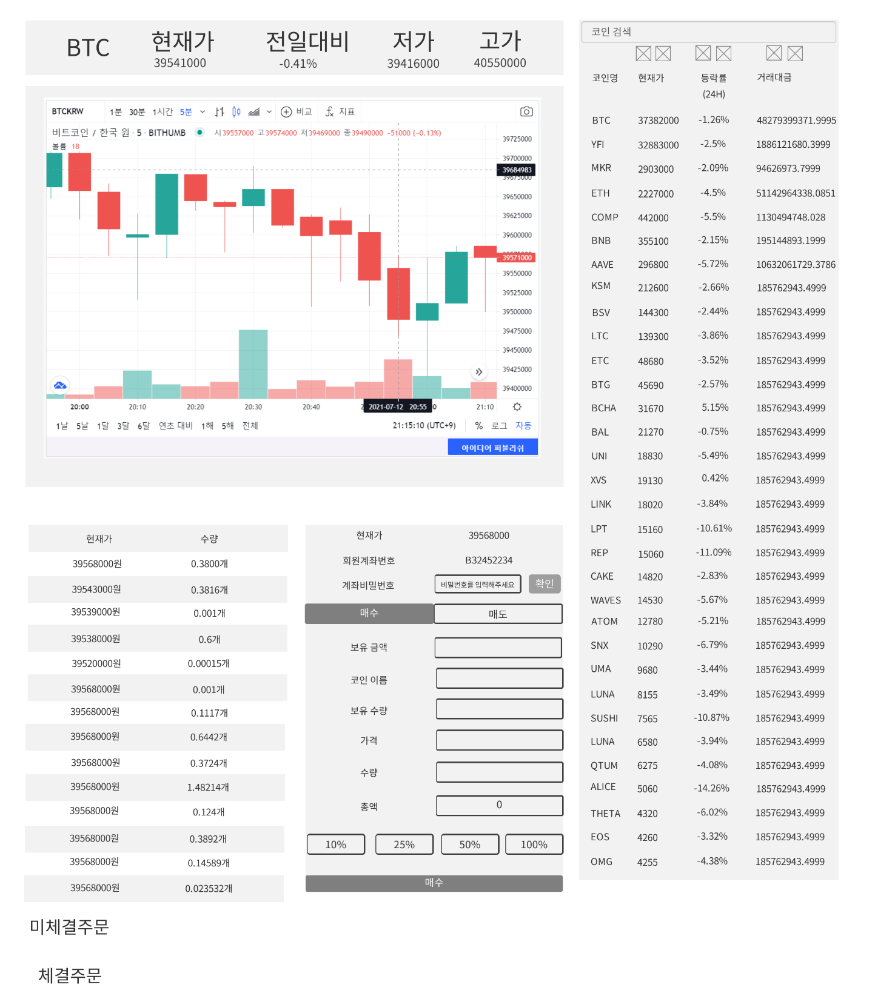 BTC 현재가 전일대비 저가 고가
39541000 -0.41% 39416000 40550000
BTCKRW 1분 30분 1시간 5분 비교 지표
비트코인 / 한국 원 · 5 · BITHUMB 시39557000 고39574000 저39469000 종39490000 -51000 (-0.13%)
볼륨 18
39725000
39700000
39684983
39675000
39650000
39625000
39600000
39575000
39571000
39550000
39525000
39500000
39475000
39450000
39425000
39400000
20:00 20:10 20:20 20:30 20:40 2021-07-12 20:55 21:10
1날 5날 1달 3달 6달 연초 대비 1해 5해 전체 21:15:10 (UTC+9) % 로그 자동
아이디어 퍼블리쉬
코인 검색
코인명 현재가 등락률 거래대금
(24H)
BTC 37382000 -1.26% 48279399371.9995
YFI 32883000 -2.5% 1886121680.3999
MKR 2903000 -2.09% 94626973.7999
ETH 2227000 -4.5% 51142964338.0851
COMP 442000 -5.5% 1130494748.028
BNB 355100 -2.15% 195144893.1999
AAVE 296800 -5.72% 10632061729.3786
KSM 212600 -2.66% 185762943.4999
BSV 144300 -2.44% 185762943.4999
LTC 139300 -3.86% 185762943.4999
ETC 48680 -3.52% 185762943.4999
BTG 45690 -2.57% 185762943.4999
BCHA 31670 5.15% 185762943.4999
BAL 21270 -0.75% 185762943.4999
UNI 18830 -5.49% 185762943.4999
XVS 19130 0.42% 185762943.4999
LINK 18020 -3.84% 185762943.4999
LPT 15160 -10.61% 185762943.4999
REP 15060 -11.09% 185762943.4999
CAKE 14820 -2.83% 185762943.4999
WAVES 14530 -5.67% 185762943.4999
ATOM 12780 -5.21% 185762943.4999
SNX 10290 -6.79% 185762943.4999
UMA 9680 -3.44% 185762943.4999
LUNA 8155 -3.49% 185762943.4999
SUSHI 7565 -10.87% 185762943.4999
LUNA 6580 -3.94% 185762943.4999
QTUM 6275 -4.08% 185762943.4999
ALICE 5060 -14.26% 185762943.4999
THETA 4320 -6.02% 185762943.4999
EOS 4260 -3.32% 185762943.4999
OMG 4255 -4.38% 185762943.4999
현재가 수량
39568000원 0.3800개
39543000원 0.3816개
39539000원 0.001개
39538000원 0.6개
39520000원 0.00015개
39568000원 0.001개
39568000원 0.1117개
39568000원 0.6442개
39568000원 0.3724개
39568000원 1.48214개
39568000원 0.124개
39568000원 0.3892개
39568000원 0.14589개
39568000원 0.023532개
현재가 39568000
회원계좌번호 B32452234
계좌비밀번호 비밀번호를 입력해주세요 확인
매수 매도
보유 금액
코인 이름
보유 수량
가격
수량
총액 0
10% 25% 50% 100%
매수
미체결주문
체결주문